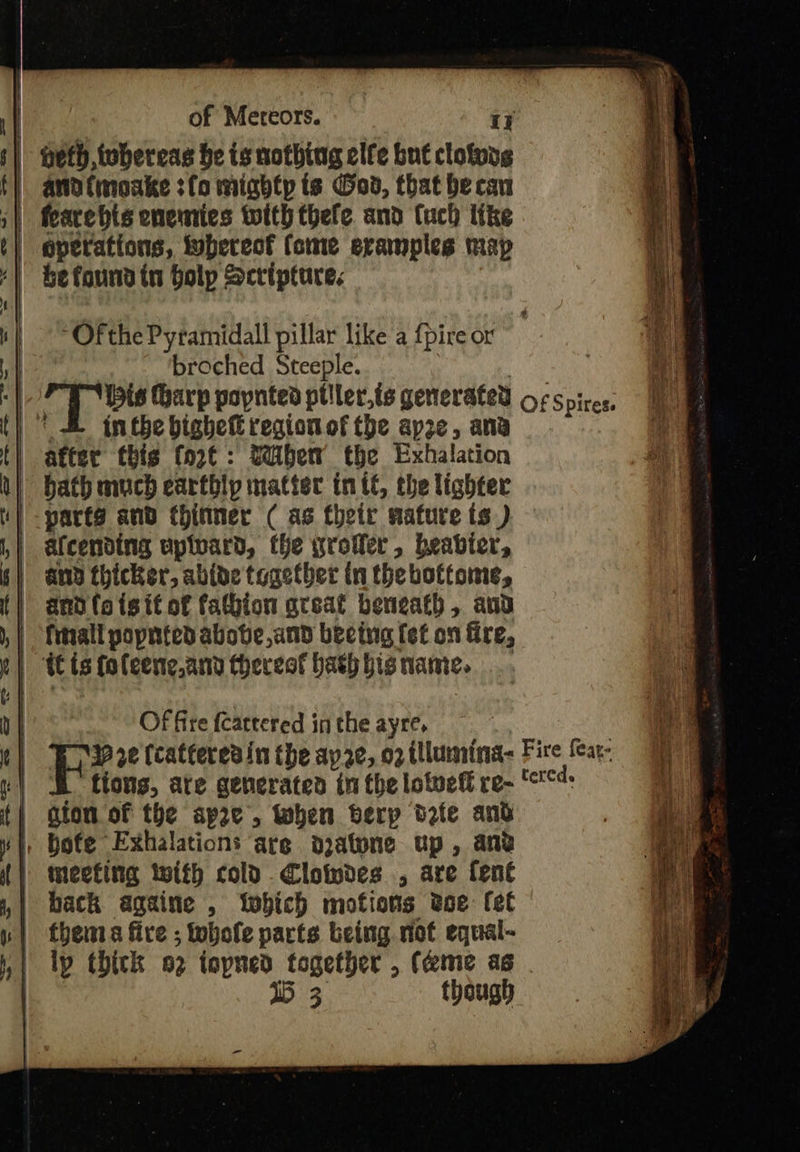 of Meteors. 11
neth, whereas he is nothing else but clowds
and smoake : so mighty is God, that he can
feare his enemies with these and such like
operations, whereof some examples may
be found in holy Scripture.
Of the Pyramidall pillar like a spire or
broched Steeple.
This sharp poynted piller, is generated
in the highest region of the ayre, and
after this sort : When the Exhalation
hath much earthly matter in it, the lighter
parts and thinner ( as their nature is )
ascending upward, the grosser, heavier,
and thicker, abide together in the bottome,
and so is it of fashion great beneath, and
small poynted above, and beeing set on fire,
it is so seene, and thereof hath his name.
Of Spires.
Of fire scattered in the ayre.
Fyre scattered in the ayre, or illumina-
tions, are generated in the lowest re-
gion of the ayre, when very drie and
hote Exhalations are drawne up, and
meeting with cold Clowdes, are sent
back againe, which motions doe set
them a fire ; whose parts being not equal-
ly thick or ioyned together, seeme as
Fire scat-
tered.
B 3 though